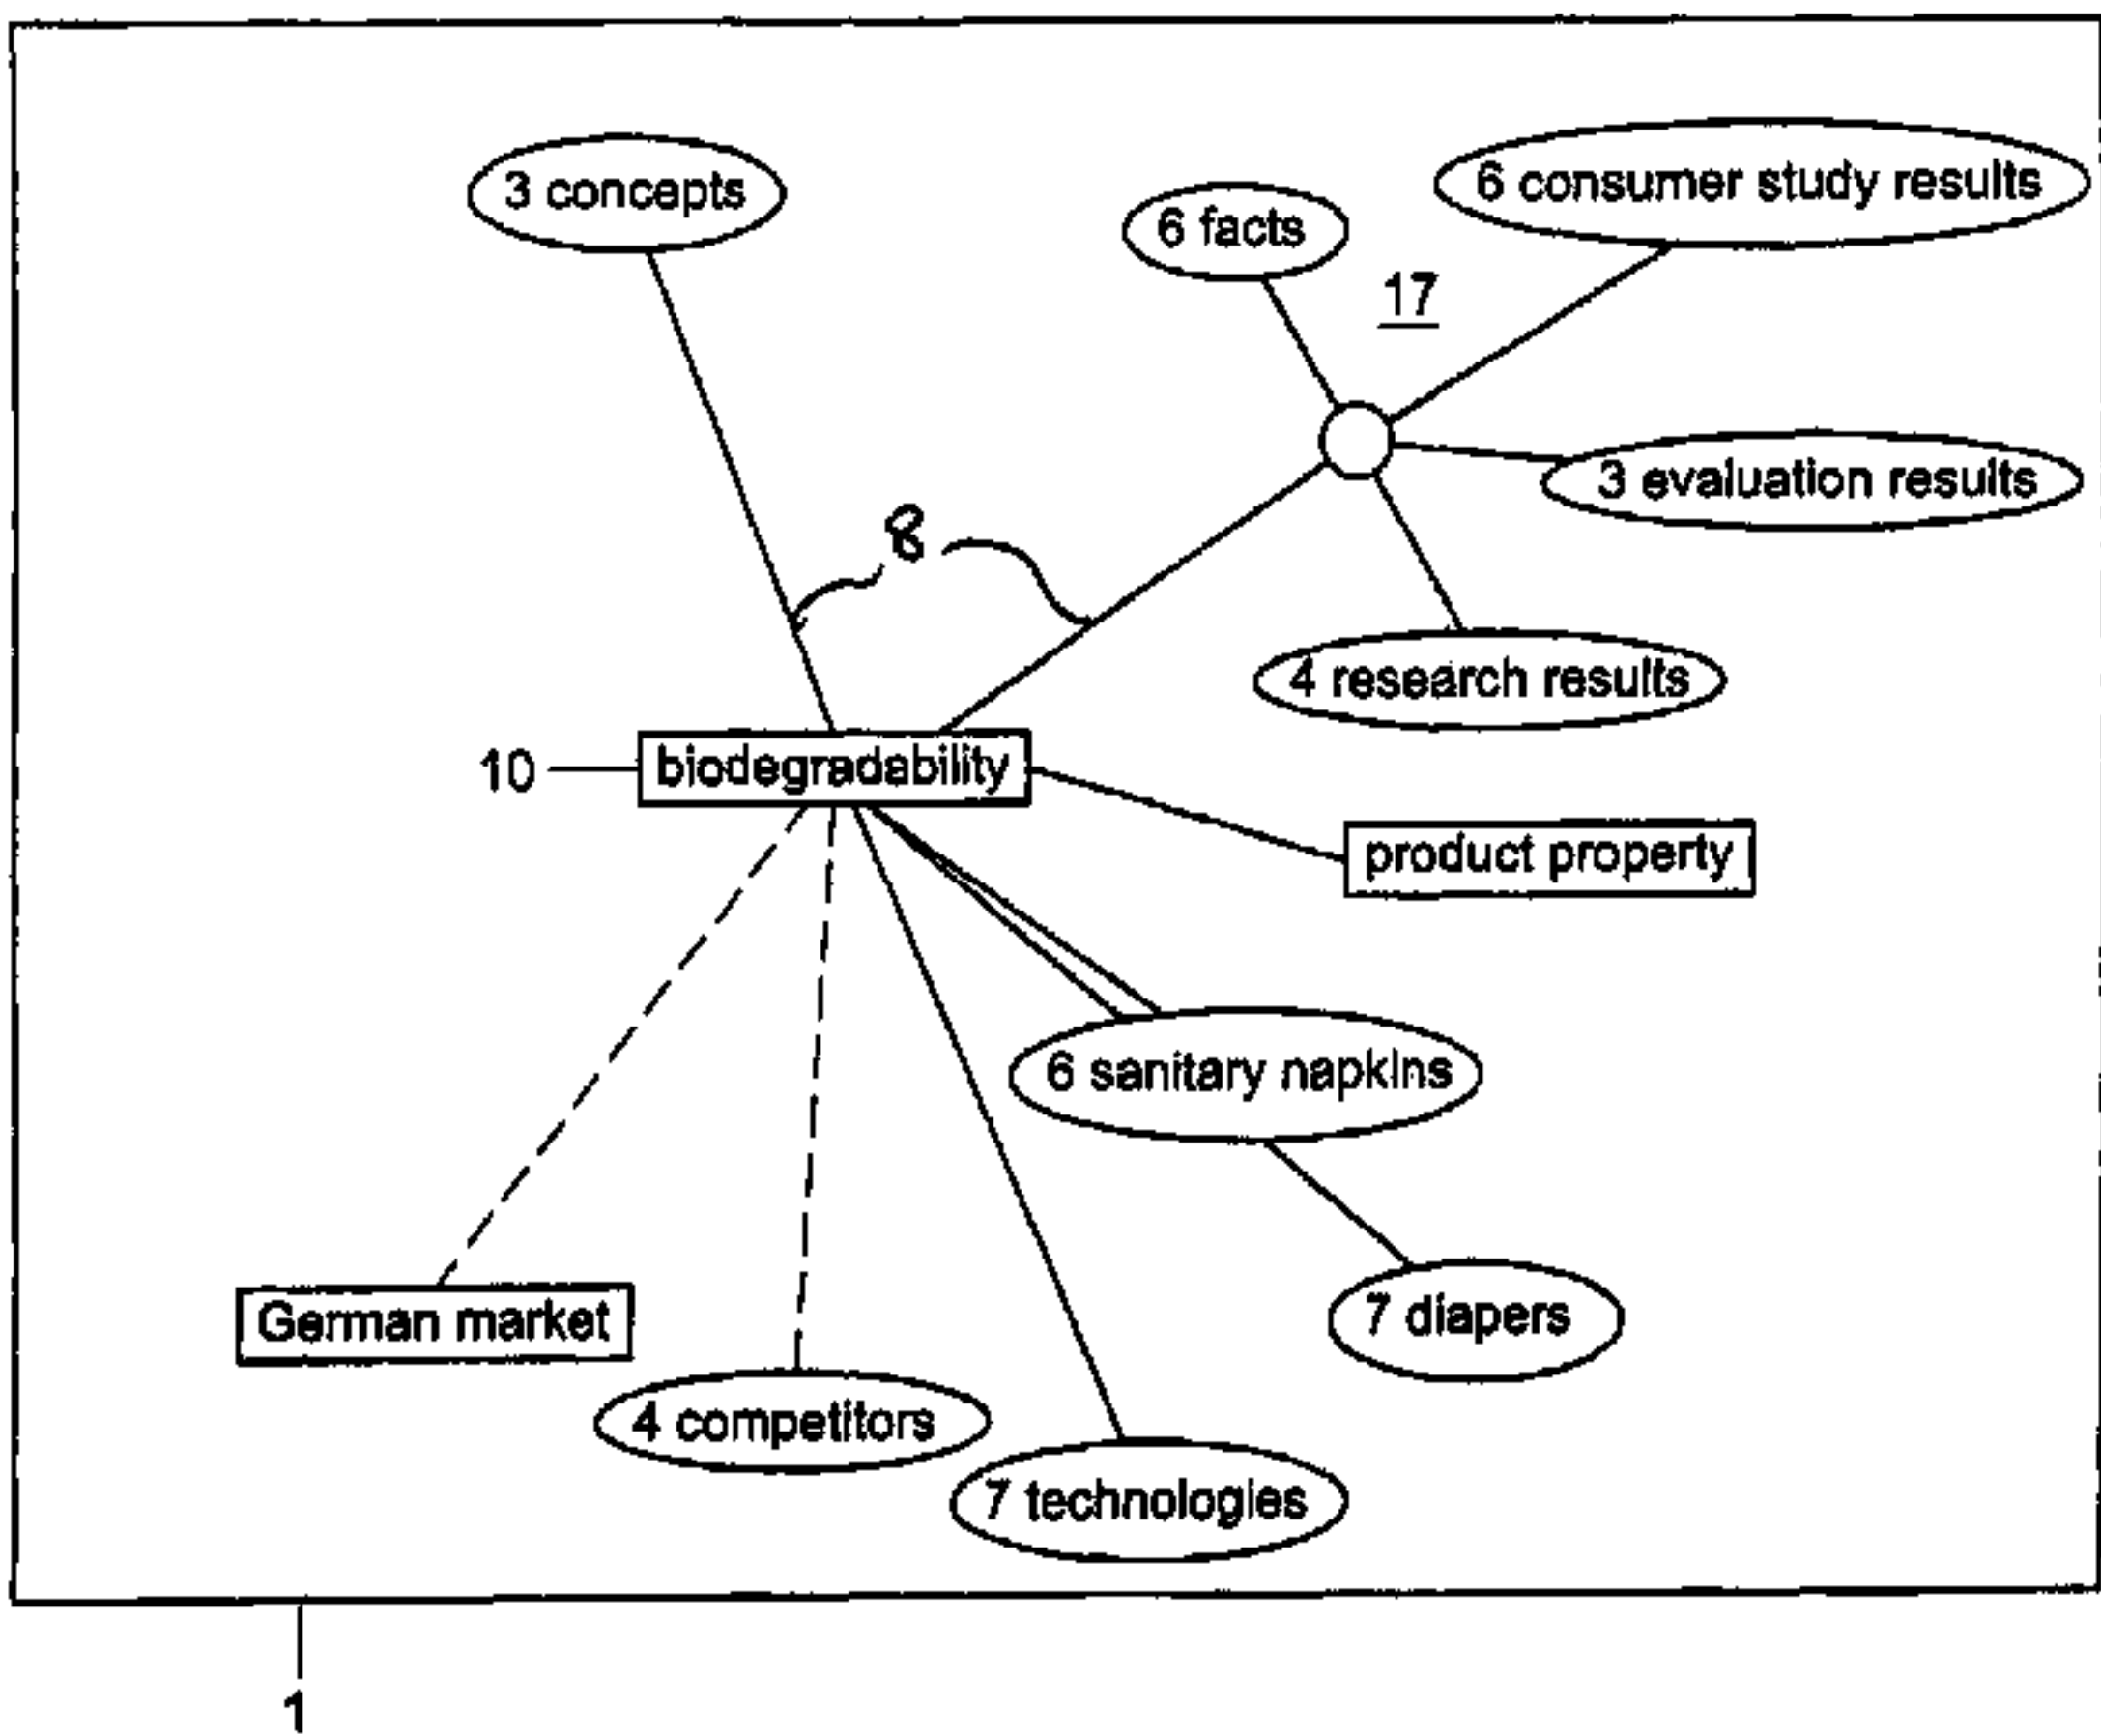 3 concepts
6 consumer study results
6 facts
17
3 evaluation results
8
4 research results
10
biodegradability
product property
6 sanitary napkins
German market
7 diapers
4 competitors
7 technologies
1